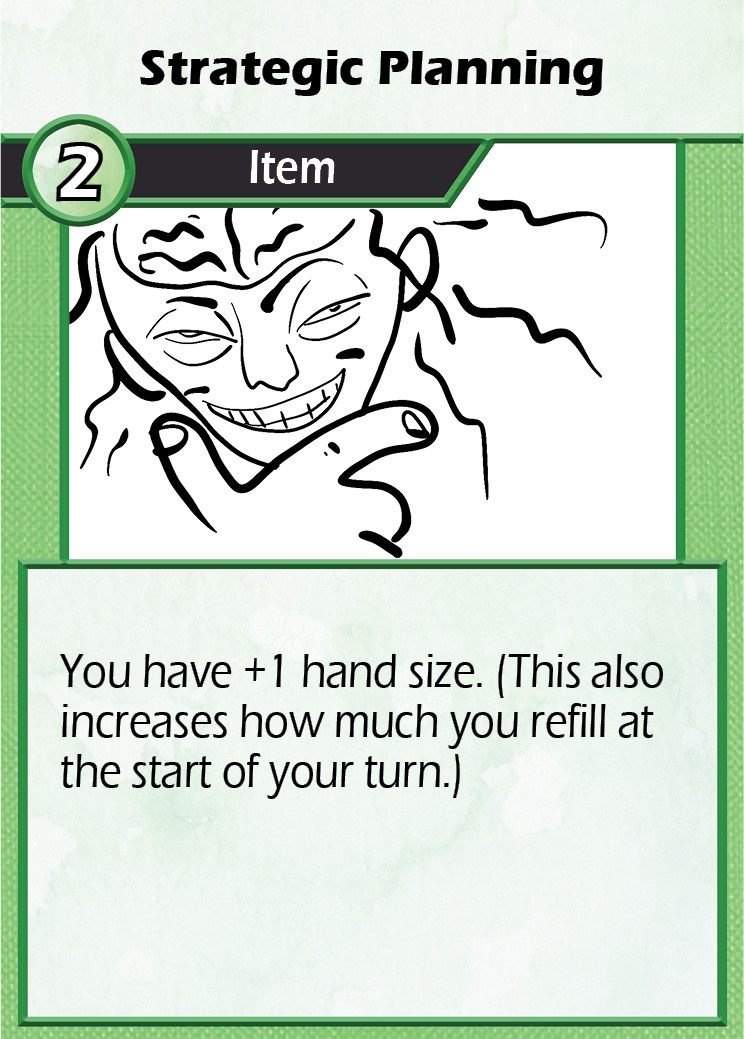 Strategic Planning
2
Item
You have +1 hand size. (This also
increases how much you refill at
the start of your turn.)